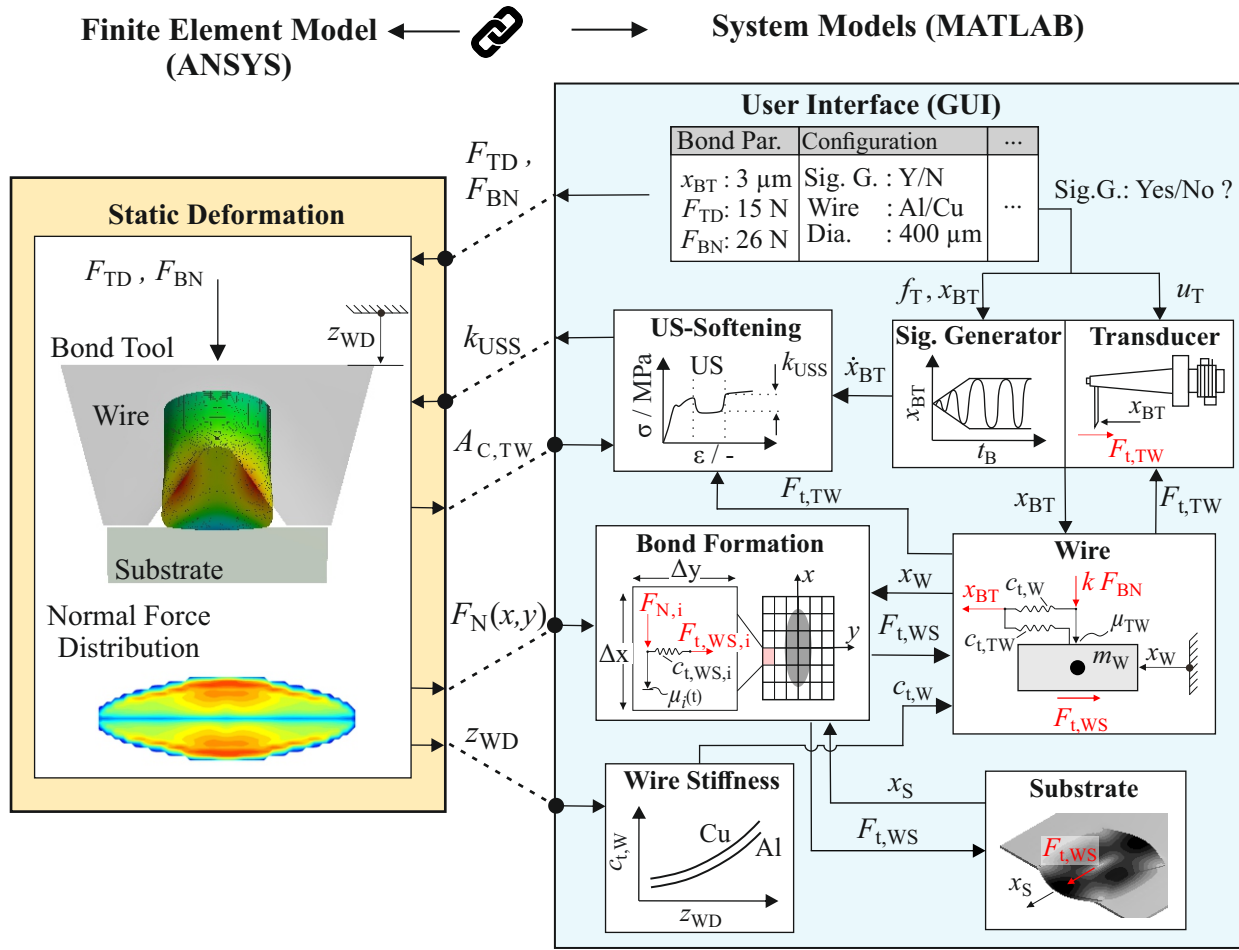 Finite Element Model
(ANSYS)
System Models (MATLAB)
User Interface (GUI)
Bond Par. Configuration ...
x_BT : 3 µm Sig. G. : Y/N
F_TD: 15 N Wire : Al/Cu ...
F_BN: 26 N Dia. : 400 µm
Sig.G.: Yes/No ?
F_TD ,
F_BN
Static Deformation
F_TD , F_BN
z_WD
Bond Tool
Wire
Substrate
Normal Force
Distribution
k_USS
A_C,TW
F_N(x,y)
z_WD
f_T, x_BT
u_T
US-Softening
US
k_USS
σ / MPa
ε / -
ẋ_BT
Sig. Generator
x_BT
t_B
Transducer
x_BT
F_t,TW
F_t,TW
x_BT
F_t,TW
Bond Formation
Δy
Δx
F_N,i
F_t,WS,i
c_t,WS,i
µ_i(t)
x
y
x_W
F_t,WS
c_t,W
Wire
x_BT
c_t,W
k F_BN
c_t,TW
µ_TW
m_W
x_W
F_t,WS
Wire Stiffness
c_t,W
Cu
Al
z_WD
x_S
F_t,WS
Substrate
F_t,WS
x_S